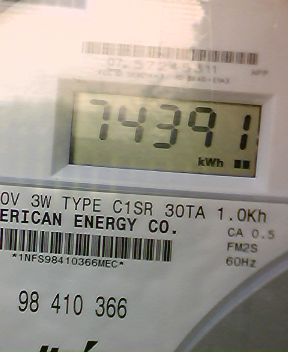 74391
kWh
0V 3W TYPE C1SR 30TA 1.0Kh
ERICAN ENERGY CO.
CA 0.5
FM2S
*1NFS98410366MEC*
60Hz
98 410 366